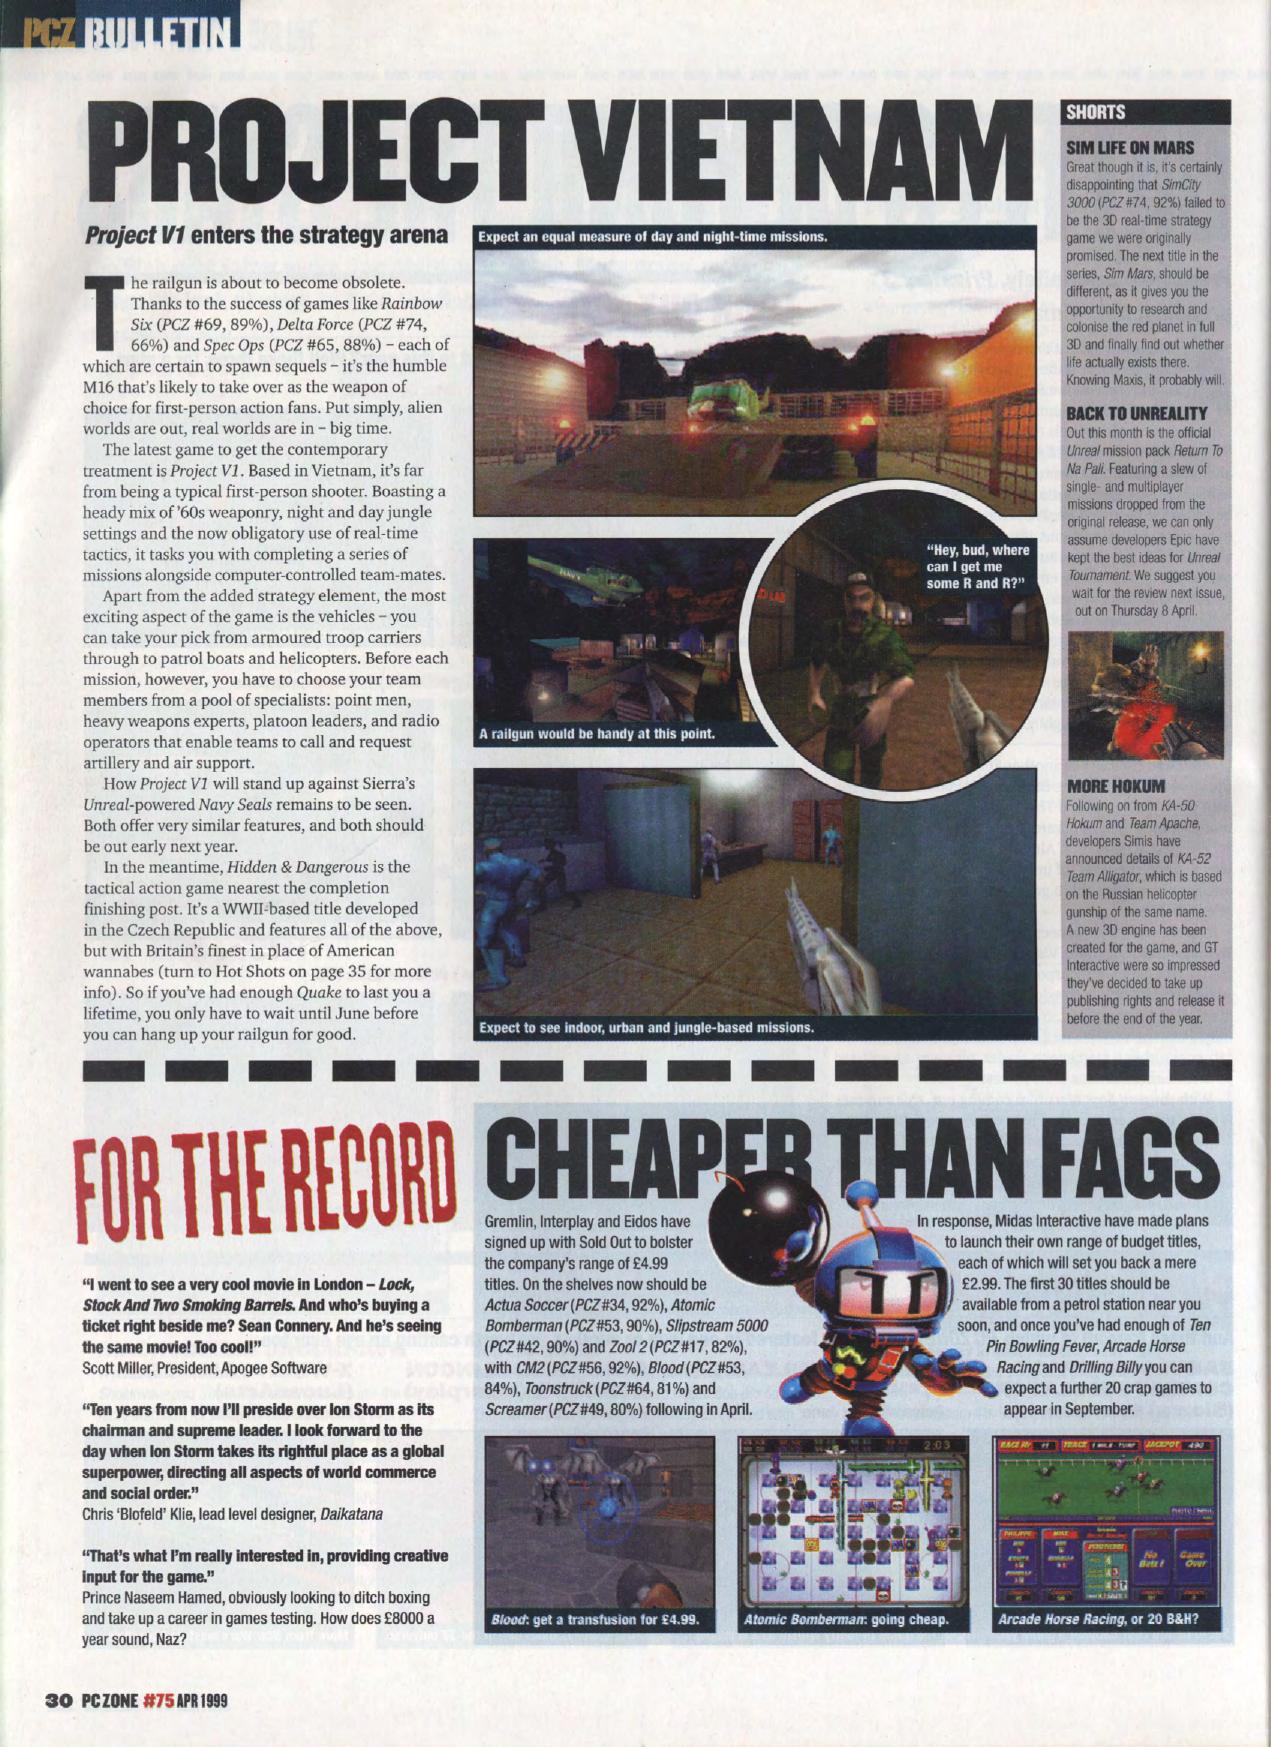 PCZ BULLETIN
PROJECT VIETNAM
Project V1 enters the strategy arena
The railgun is about to become obsolete.
Thanks to the success of games like Rainbow
Six (PCZ #69, 89%), Delta Force (PCZ #74,
66%) and Spec Ops (PCZ #65, 88%) – each of
which are certain to spawn sequels – it's the humble
M16 that's likely to take over as the weapon of
choice for first-person action fans. Put simply, alien
worlds are out, real worlds are in – big time.
The latest game to get the contemporary
treatment is Project V1. Based in Vietnam, it's far
from being a typical first-person shooter. Boasting a
heady mix of '60s weaponry, night and day jungle
settings and the now obligatory use of real-time
tactics, it tasks you with completing a series of
missions alongside computer-controlled team-mates.
Apart from the added strategy element, the most
exciting aspect of the game is the vehicles – you
can take your pick from armoured troop carriers
through to patrol boats and helicopters. Before each
mission, however, you have to choose your team
members from a pool of specialists: point men,
heavy weapons experts, platoon leaders, and radio
operators that enable teams to call and request
artillery and air support.
How Project V1 will stand up against Sierra's
Unreal-powered Navy Seals remains to be seen.
Both offer very similar features, and both should
be out early next year.
In the meantime, Hidden & Dangerous is the
tactical action game nearest the completion
finishing post. It's a WWII-based title developed
in the Czech Republic and features all of the above,
but with Britain's finest in place of American
wannabes (turn to Hot Shots on page 35 for more
info). So if you've had enough Quake to last you a
lifetime, you only have to wait until June before
you can hang up your railgun for good.
Expect an equal measure of day and night-time missions.
"Hey, bud, where
can I get me
some R and R?"
A railgun would be handy at this point.
Expect to see indoor, urban and jungle-based missions.
SHORTS
SIM LIFE ON MARS
Great though it is, it's certainly
disappointing that SimCity
3000 (PCZ #74, 92%) failed to
be the 3D real-time strategy
game we were originally
promised. The next title in the
series, Sim Mars, should be
different, as it gives you the
opportunity to research and
colonise the red planet in full
3D and finally find out whether
life actually exists there.
Knowing Maxis, it probably will.
BACK TO UNREALITY
Out this month is the official
Unreal mission pack Return To
Na Pali. Featuring a slew of
single- and multiplayer
missions dropped from the
original release, we can only
assume developers Epic have
kept the best ideas for Unreal
Tournament. We suggest you
wait for the review next issue,
out on Thursday 8 April.
MORE HOKUM
Following on from KA-50
Hokum and Team Apache,
developers Simis have
announced details of KA-52
Team Alligator, which is based
on the Russian helicopter
gunship of the same name.
A new 3D engine has been
created for the game, and GT
Interactive were so impressed
they've decided to take up
publishing rights and release it
before the end of the year.
FOR THE RECORD
"I went to see a very cool movie in London – Lock,
Stock And Two Smoking Barrels. And who's buying a
ticket right beside me? Sean Connery. And he's seeing
the same movie! Too cool!"
Scott Miller, President, Apogee Software
"Ten years from now I'll preside over Ion Storm as its
chairman and supreme leader. I look forward to the
day when Ion Storm takes its rightful place as a global
superpower, directing all aspects of world commerce
and social order."
Chris 'Blofeld' Klie, lead level designer, Daikatana
"That's what I'm really interested in, providing creative
input for the game."
Prince Naseem Hamed, obviously looking to ditch boxing
and take up a career in games testing. How does £8000 a
year sound, Naz?
CHEAPER THAN FAGS
Gremlin, Interplay and Eidos have
signed up with Sold Out to bolster
the company's range of £4.99
titles. On the shelves now should be
Actua Soccer (PCZ #34, 92%), Atomic
Bomberman (PCZ #53, 90%), Slipstream 5000
(PCZ #42, 90%) and Zool 2 (PCZ #17, 82%),
with CM2 (PCZ #56, 92%), Blood (PCZ #53,
84%), Toonstruck (PCZ #64, 81%) and
Screamer (PCZ #49, 80%) following in April.
In response, Midas Interactive have made plans
to launch their own range of budget titles,
each of which will set you back a mere
£2.99. The first 30 titles should be
available from a petrol station near you
soon, and once you've had enough of Ten
Pin Bowling Fever, Arcade Horse
Racing and Drilling Billy you can
expect a further 20 crap games to
appear in September.
2:03
RACE Nº #1 TRACK 1 MILE - TURF JACKPOT 490
No
Bets!
Game
Over
Blood: get a transfusion for £4.99.
Atomic Bomberman: going cheap.
Arcade Horse Racing, or 20 B&H?
30 PC ZONE #75 APR 1999